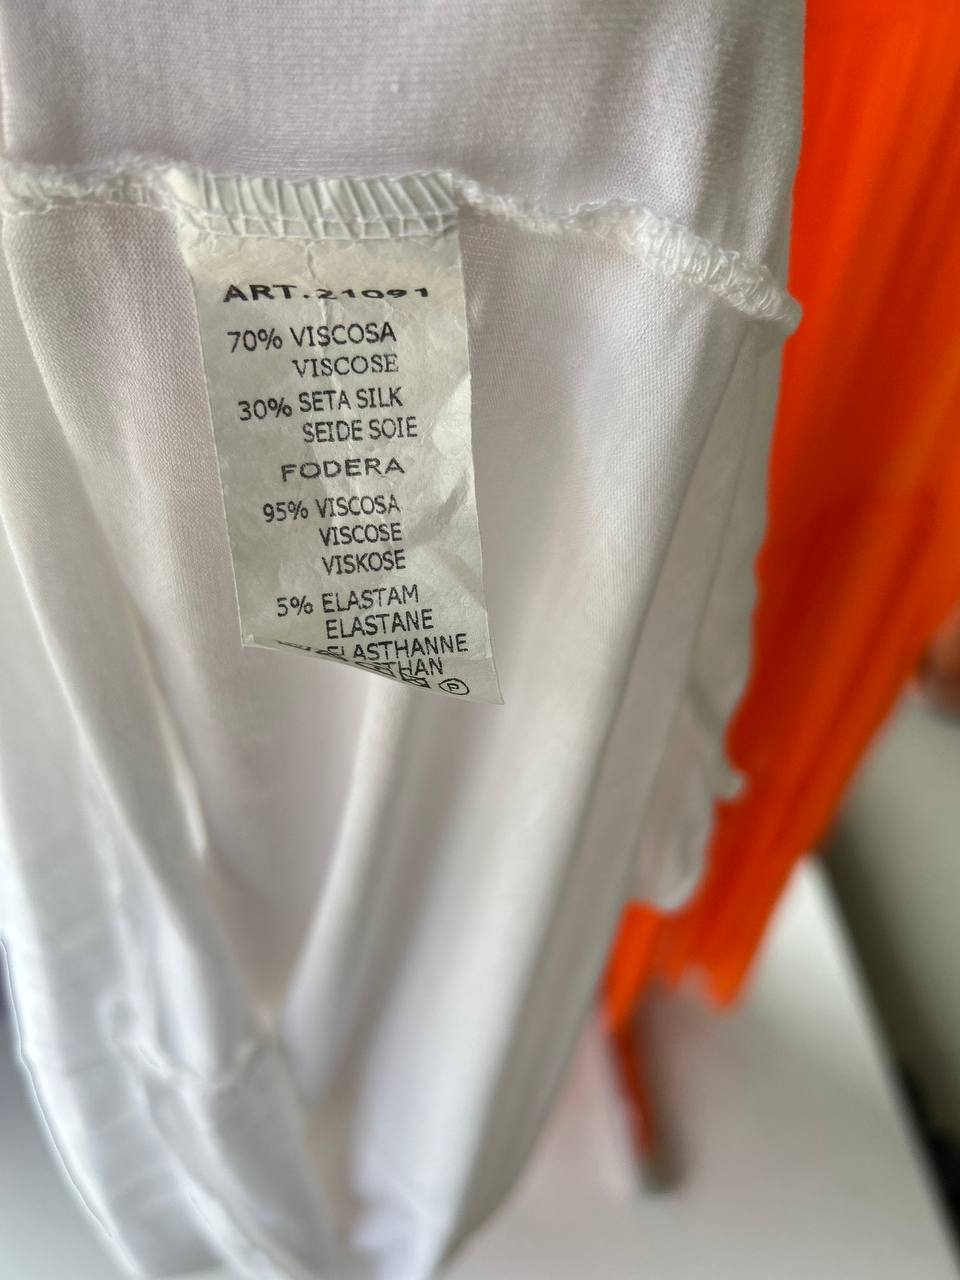 ART.21091
70% VISCOSA
VISCOSE
30% SETA SILK
SEIDE SOIE
FODERA
95% VISCOSA
VISCOSE
VISKOSE
5% ELASTAM
ELASTANE
ELASTHANNE
THAN
P